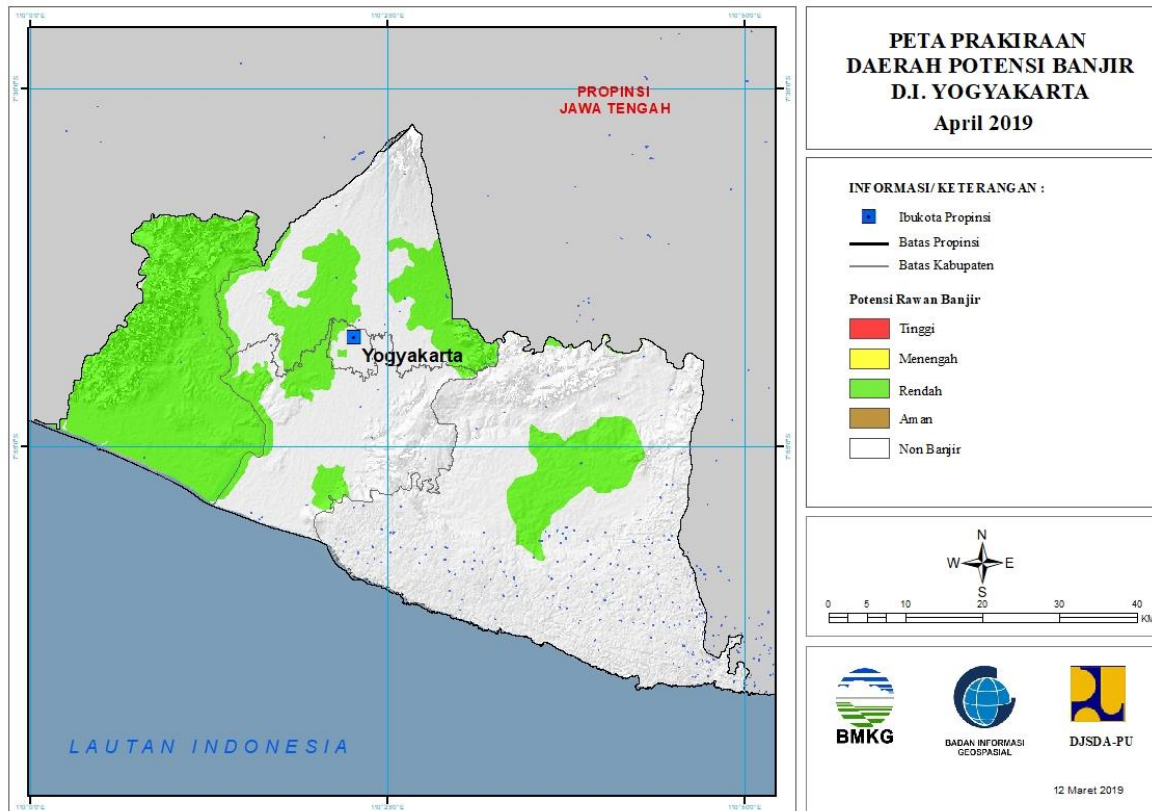 PETA PRAKIRAAN
DAERAH POTENSI BANJIR
D.I. YOGYAKARTA
April 2019
PROPINSI
JAWA TENGAH
Yogyakarta
LAUTAN INDONESIA
INFORMASI/ KETERANGAN :
Ibukota Propinsi
Batas Propinsi
Batas Kabupaten
Potensi Rawan Banjir
Tinggi
Menengah
Rendah
Aman
Non Banjir
N
W E
S
0 5 10 20 30 40
KM
BMKG
BADAN INFORMASI
GEOSPASIAL
DJSDA-PU
12 Maret 2019